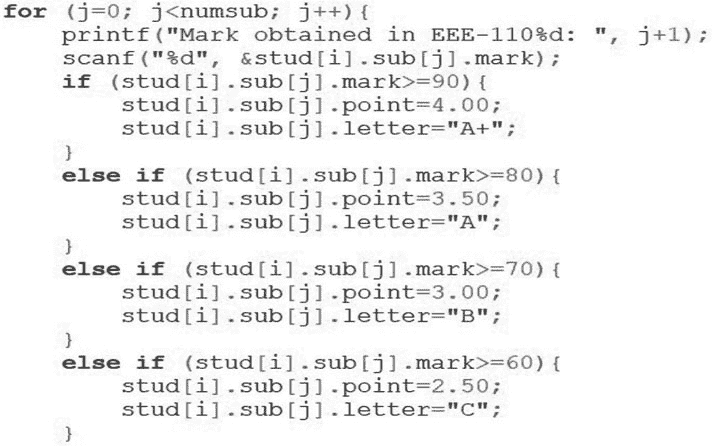 for (j=0; j<numsub; j++){
    printf("Mark obtained in EEE-110%d: ", j+1);
    scanf("%d", &stud[i].sub[j].mark);
    if (stud[i].sub[j].mark>=90){
        stud[i].sub[j].point=4.00;
        stud[i].sub[j].letter="A+";
    }
    else if (stud[i].sub[j].mark>=80){
        stud[i].sub[j].point=3.50;
        stud[i].sub[j].letter="A";
    }
    else if (stud[i].sub[j].mark>=70){
        stud[i].sub[j].point=3.00;
        stud[i].sub[j].letter="B";
    }
    else if (stud[i].sub[j].mark>=60){
        stud[i].sub[j].point=2.50;
        stud[i].sub[j].letter="C";
    }